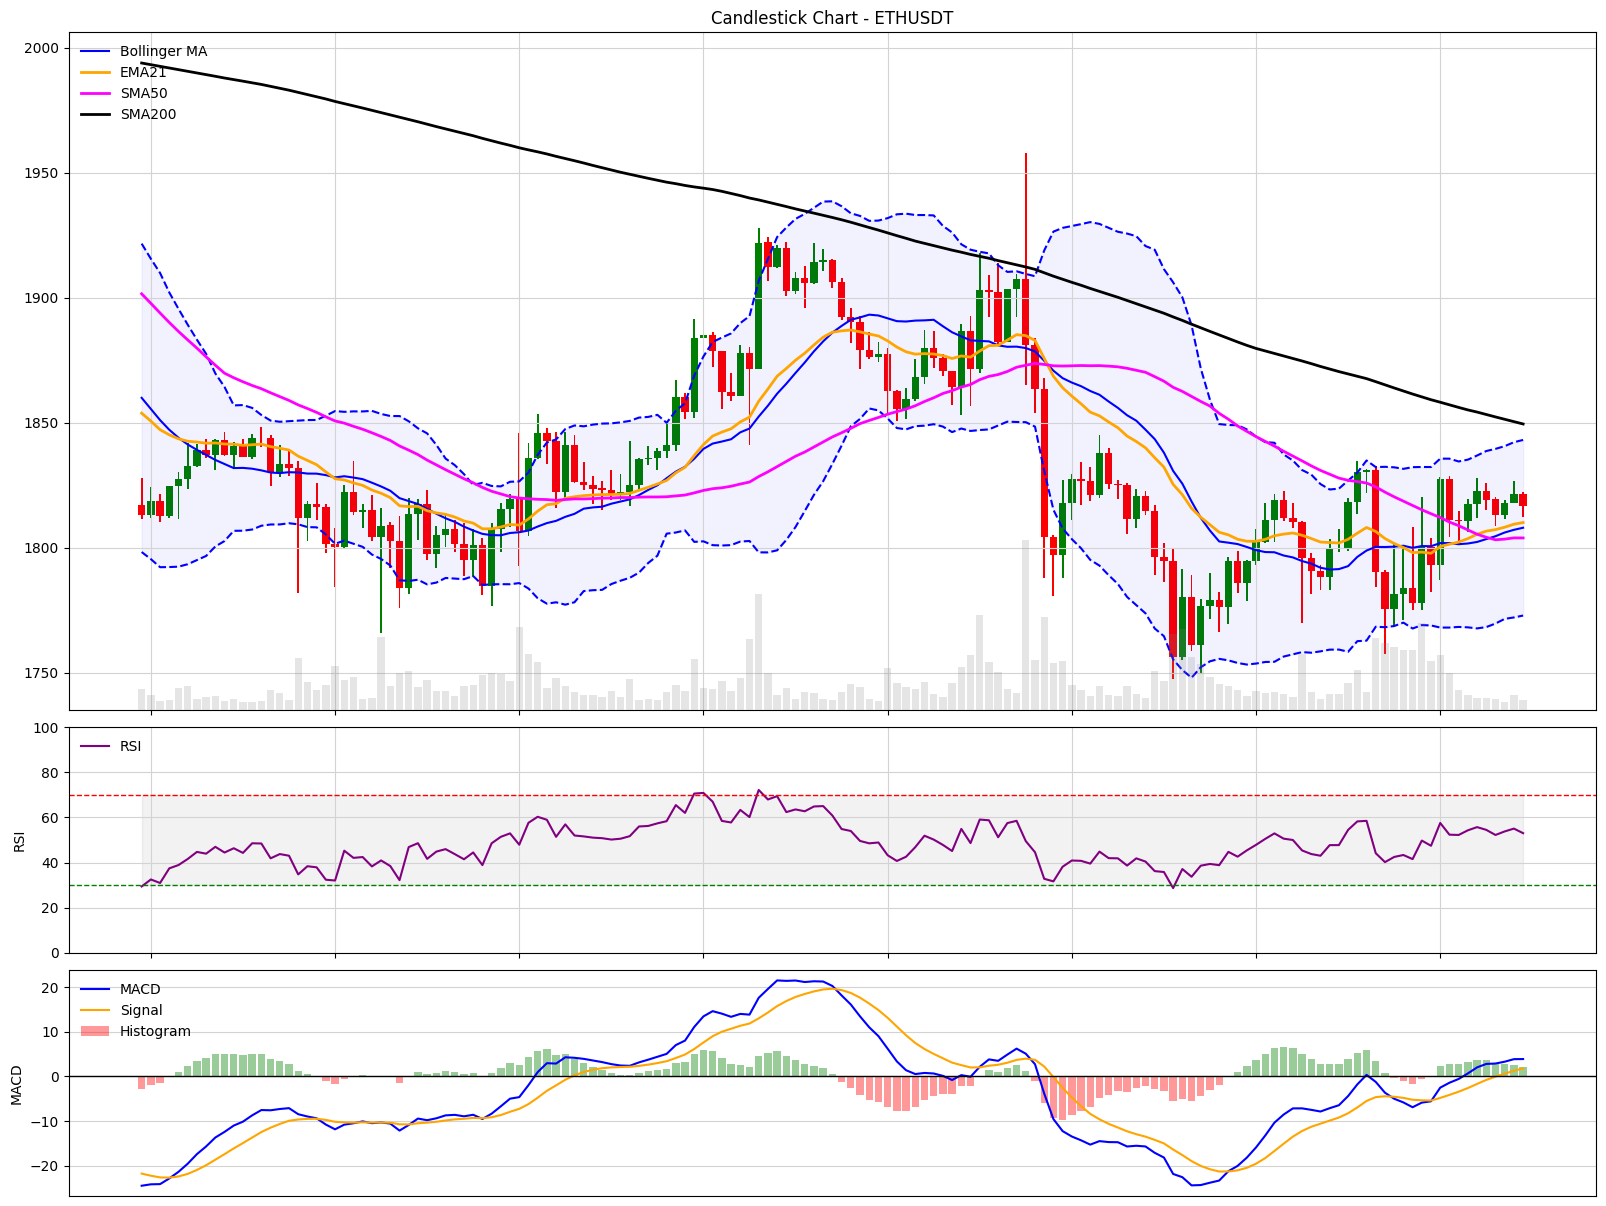 Candlestick Chart - ETHUSDT
2000
1950
1900
1850
1800
1750
Bollinger MA
EMA21
SMA50
SMA200
RSI
100
80
60
40
20
0
RSI
MACD
20
10
0
−10
−20
MACD
Signal
Histogram